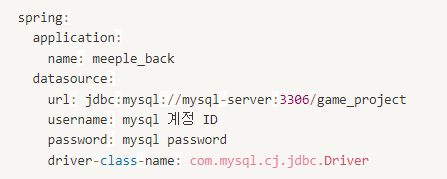 spring:
  application:
    name: meeple_back
  datasource:
    url: jdbc:mysql://mysql-server:3306/game_project
    username: mysql 계정 ID
    password: mysql password
    driver-class-name: com.mysql.cj.jdbc.Driver